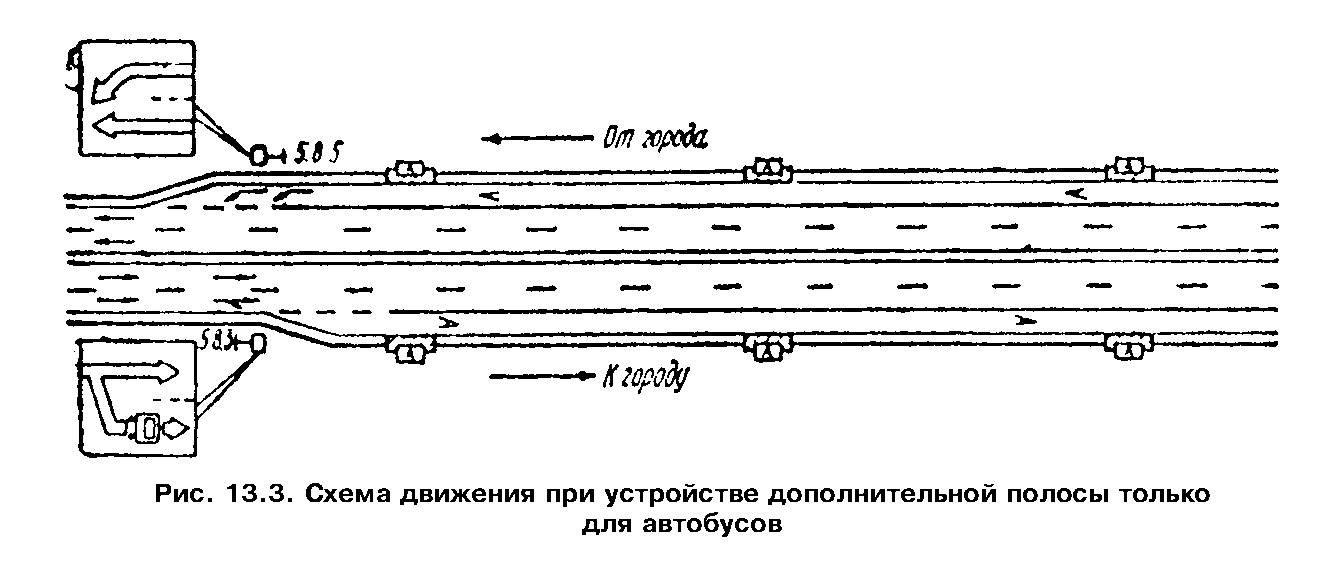 5.8.5
От города
А А А
А А А
5.8.3
К городу
Рис. 13.3. Схема движения при устройстве дополнительной полосы только
для автобусов